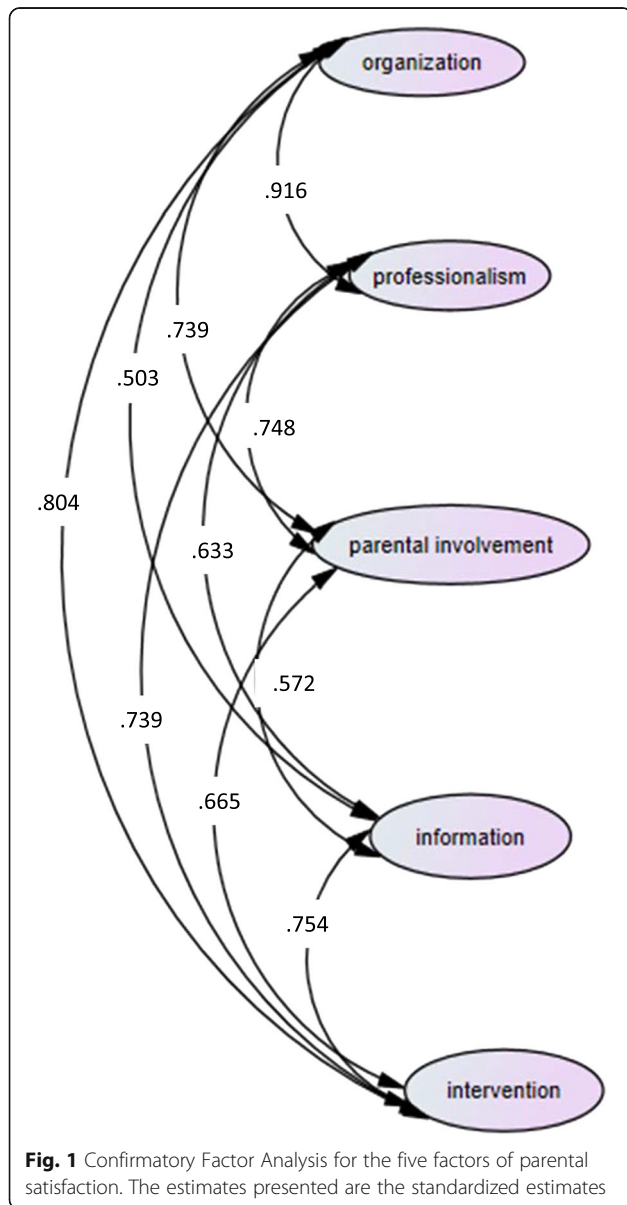 organization
.916
professionalism
.739
.503
.748
.804
parental involvement
.633
.572
.739
.665
information
.754
intervention
Fig. 1 Confirmatory Factor Analysis for the five factors of parental
satisfaction. The estimates presented are the standardized estimates